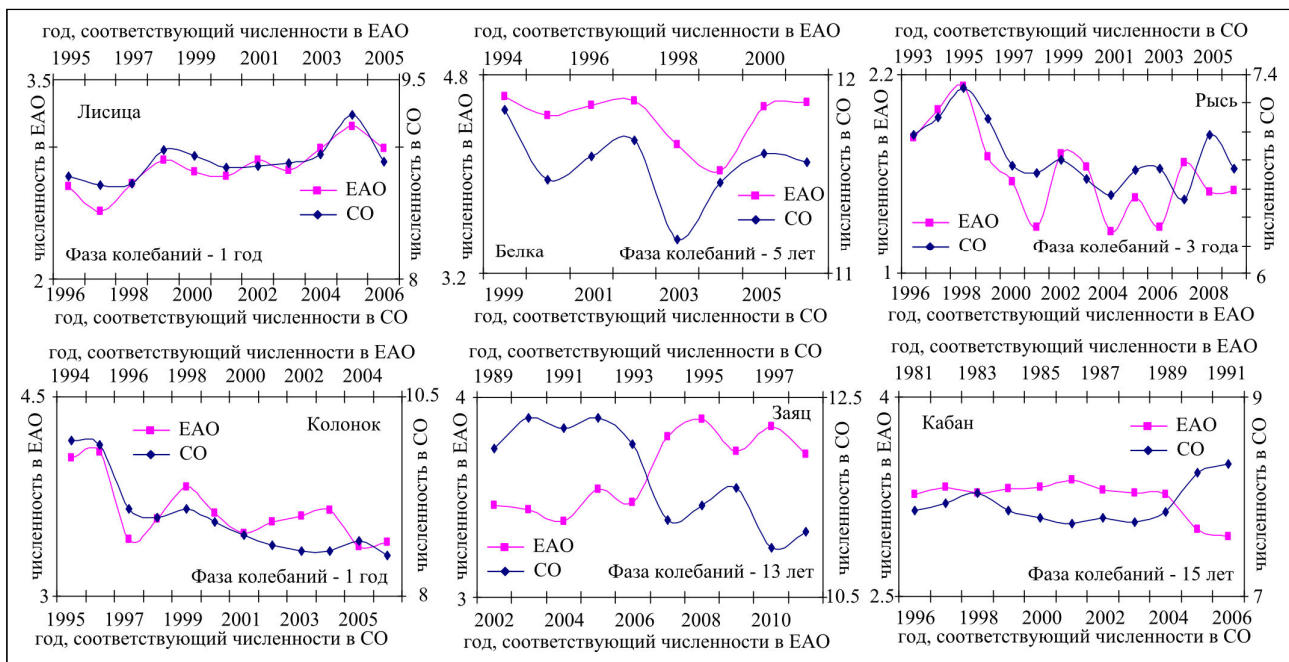 год, соответствующий численности в ЕАО
1995 1997 1998 1999 2001 2003 2005
3.5 9.5
Лисица
численность в ЕАО
численность в СО
ЕАО
СО
Фаза колебаний - 1 год
2 8
1996 1998 2000 2002 2004 2006
год, соответствующий численности в СО
год, соответствующий численности в ЕАО
1994 1996 1998 2000
4.8 12
численность в ЕАО
численность в СО
ЕАО
СО
Белка
Фаза колебаний - 5 лет
3.2 11
1999 2001 2003 2005
год, соответствующий численности в СО
год, соответствующий численности в СО
1993 1995 1997 1999 2001 2003 2005
2.2 7.4
Рысь
численность в ЕАО
численность в СО
ЕАО
СО
Фаза колебаний - 3 года
1 6
1996 1998 2000 2002 2004 2006 2008
год, соответствующий численности в ЕАО
год, соответствующий численности в ЕАО
1994 1996 1998 2000 2002 2004
4.5 10.5
ЕАО
СО
Колонок
численность в ЕАО
численность в СО
Фаза колебаний - 1 год
3 8
1995 1997 1999 2001 2003 2005
год, соответствующий численности в СО
год, соответствующий численности в СО
1989 1991 1992 1993 1995 1997
4 12.5
Заяц
численность в ЕАО
численность в СО
ЕАО
СО
Фаза колебаний - 13 лет
3 10.5
2002 2004 2006 2008 2010
год, соответствующий численности в ЕАО
год, соответствующий численности в ЕАО
1981 1983 1985 1987 1989 1991
4 9
Кабан
ЕАО
СО
численность в ЕАО
численность в СО
Фаза колебаний - 15 лет
2.5 7
1996 1998 2000 2002 2004 2006
год, соответствующий численности в СО